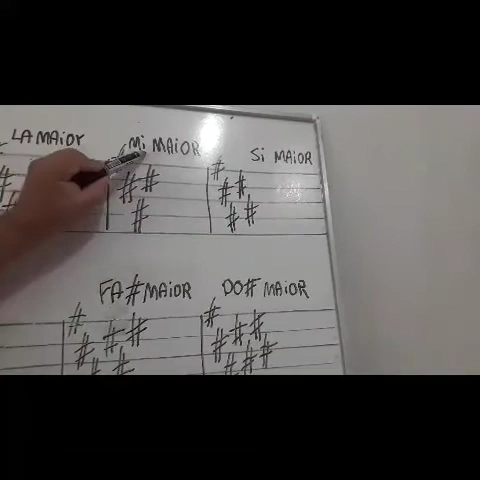 LA MAiOR Mi MAiOR Si MAiOR
# # # # # # # # #
FA # MAiOR DO# MAiOR
# # # # # # # # # # #